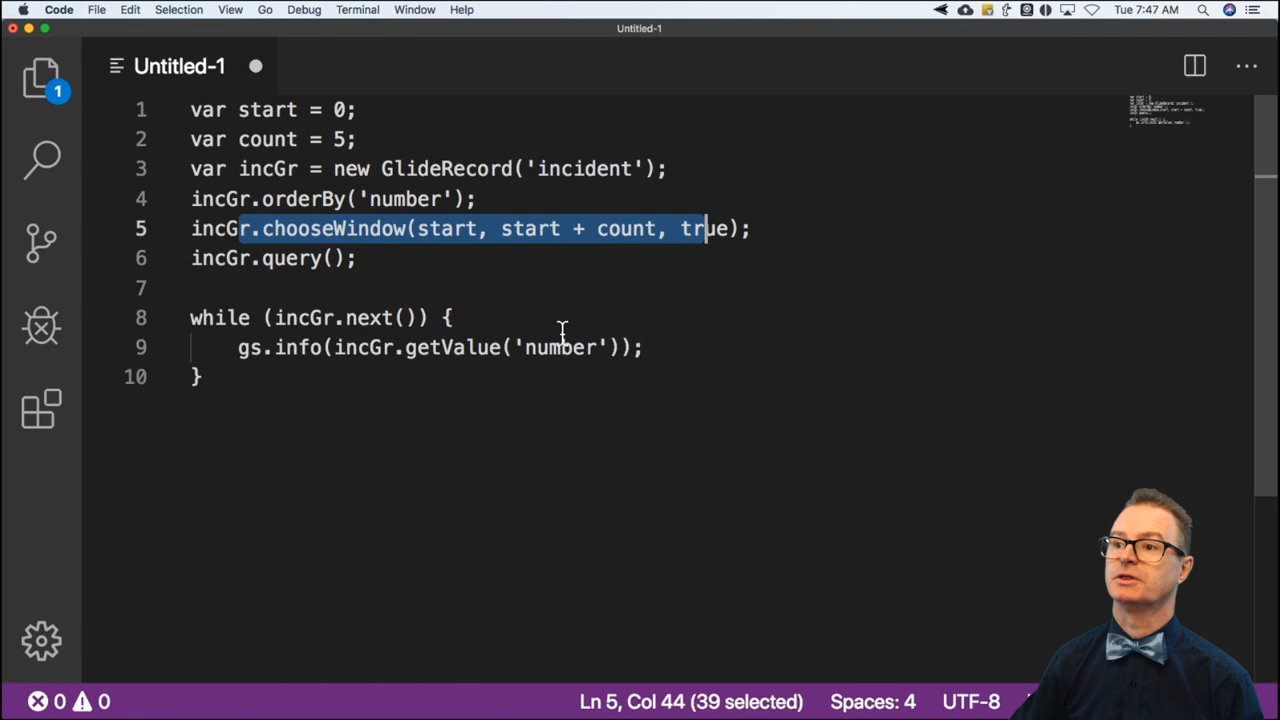 Code File Edit Selection View Go Debug Terminal Window Help Tue 7:47 AM
Untitled-1
Untitled-1
1
1 var start = 0;
2 var count = 5;
3 var incGr = new GlideRecord('incident');
4 incGr.orderBy('number');
5 incGr.chooseWindow(start, start + count, true);
6 incGr.query();
7
8 while (incGr.next()) {
9 gs.info(incGr.getValue('number'));
10 }
0 0 Ln 5, Col 44 (39 selected) Spaces: 4 UTF-8